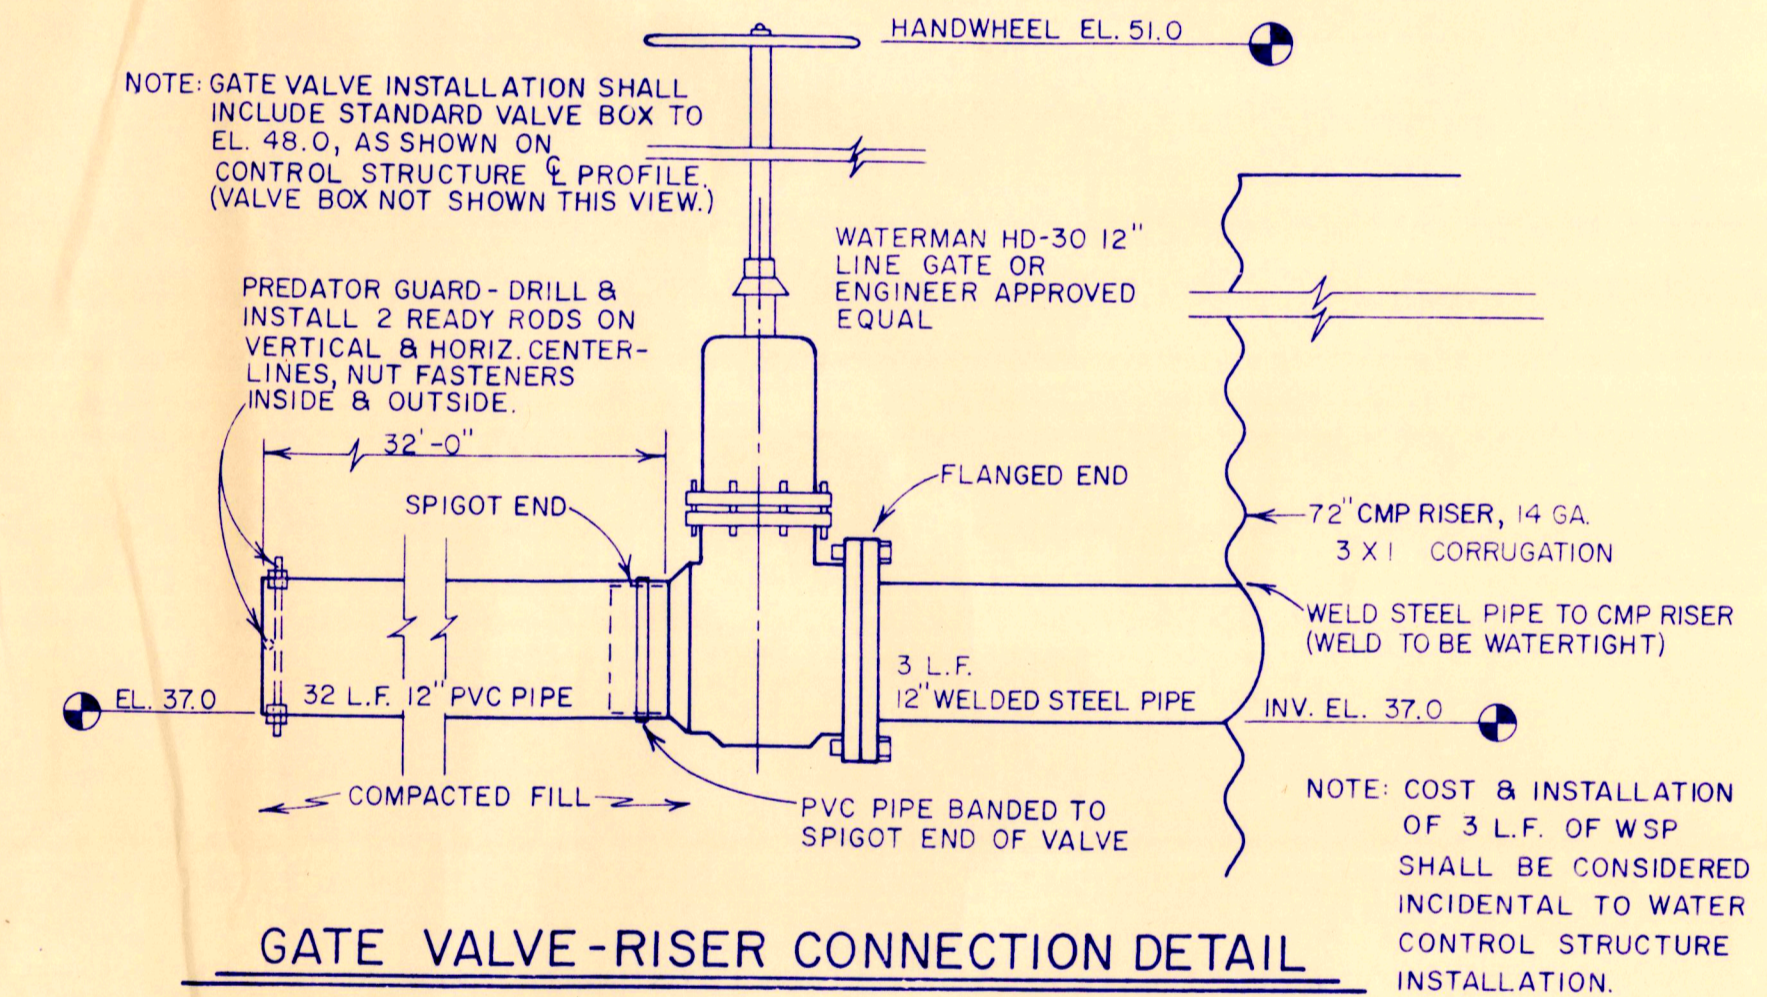 HANDWHEEL EL. 51.0
NOTE: GATE VALVE INSTALLATION SHALL
INCLUDE STANDARD VALVE BOX TO
EL. 48.0, AS SHOWN ON
CONTROL STRUCTURE ℄ PROFILE.
(VALVE BOX NOT SHOWN THIS VIEW.)
WATERMAN HD-30 12"
LINE GATE OR
ENGINEER APPROVED
EQUAL
PREDATOR GUARD - DRILL &
INSTALL 2 READY RODS ON
VERTICAL & HORIZ. CENTER-
LINES, NUT FASTENERS
INSIDE & OUTSIDE.
32'-0"
SPIGOT END
FLANGED END
72" CMP RISER, 14 GA.
3 X 1 CORRUGATION
WELD STEEL PIPE TO CMP RISER
(WELD TO BE WATERTIGHT)
EL. 37.0
32 L.F. 12" PVC PIPE
3 L.F.
12" WELDED STEEL PIPE
INV. EL. 37.0
COMPACTED FILL
PVC PIPE BANDED TO
SPIGOT END OF VALVE
NOTE: COST & INSTALLATION
OF 3 L.F. OF WSP
SHALL BE CONSIDERED
INCIDENTAL TO WATER
CONTROL STRUCTURE
INSTALLATION.
GATE VALVE-RISER CONNECTION DETAIL